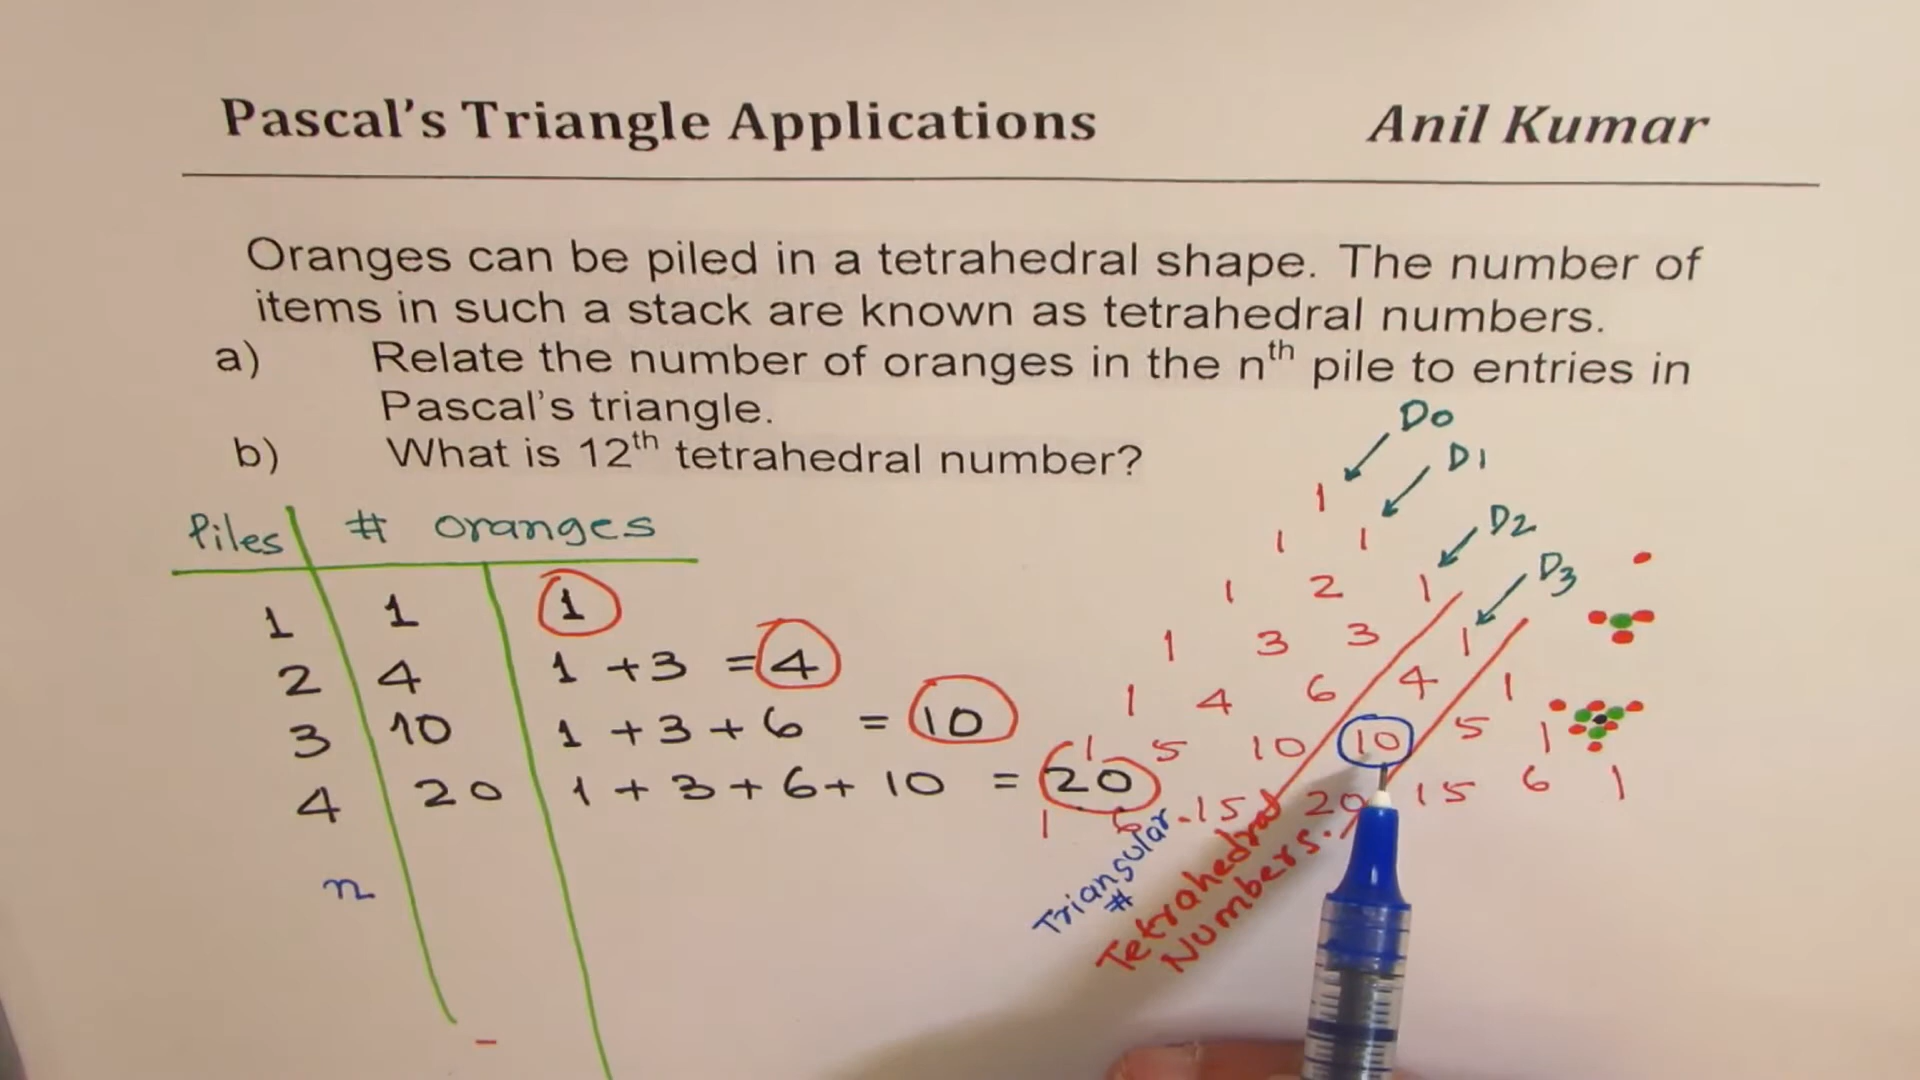 Pascal's Triangle Applications Anil Kumar
Oranges can be piled in a tetrahedral shape. The number of
items in such a stack are known as tetrahedral numbers.
a) Relate the number of oranges in the nth pile to entries in
Pascal's triangle.
b) What is 12th tetrahedral number?
Piles # oranges
1 1 1
2 4 1 + 3 = 4
3 10 1 + 3 + 6 = 10
4 20 1 + 3 + 6 + 10 = 20
n
D0
D1
D2
D3
1
1 1
1 2 1
1 3 3 1
1 4 6 4 1
1 5 10 10 5 1
1 6 15 20 15 6 1
Triangular
#
Tetrahedral
Numbers.